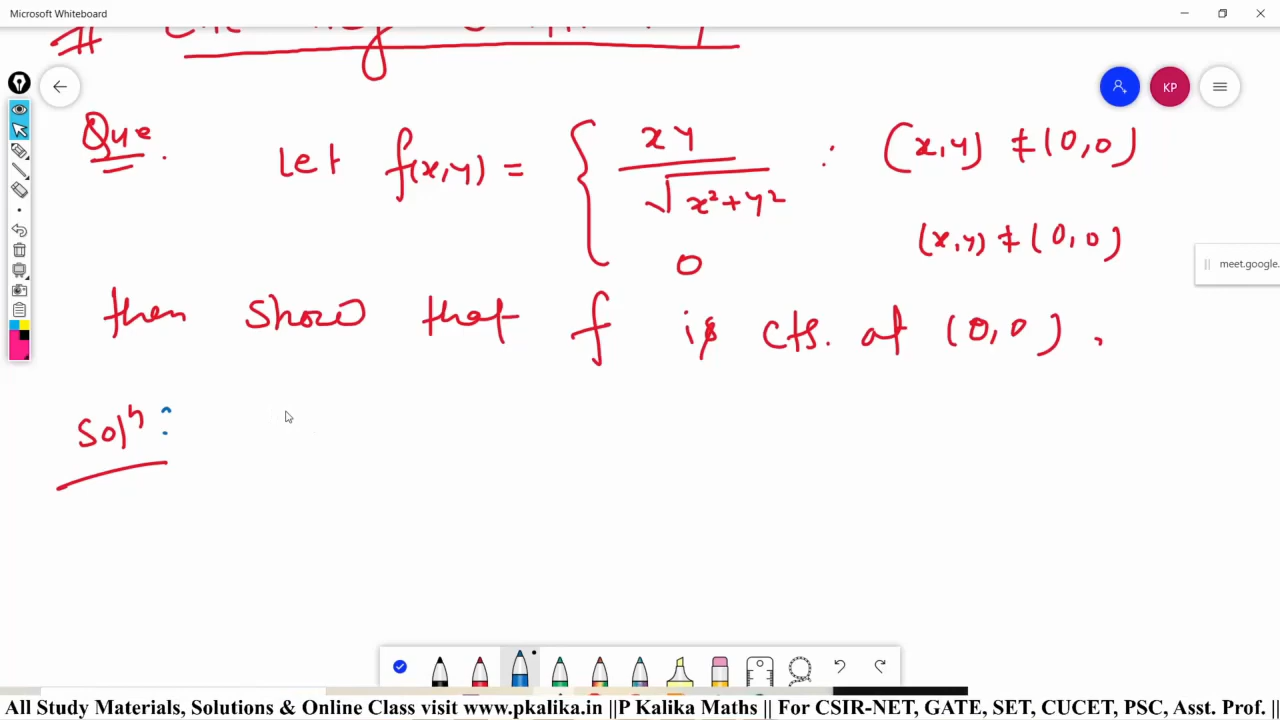 Microsoft Whiteboard
#
KP
Que.
Let f(x,y) = { xy / √x²+y² : (x,y) ≠ (0,0)
0 (x,y) ≠ (0,0)
meet.google.
then show that f is cts. at (0,0).
Solⁿ :
All Study Materials, Solutions & Online Class visit www.pkalika.in ||P Kalika Maths || For CSIR-NET, GATE, SET, CUCET, PSC, Asst. Prof. ||